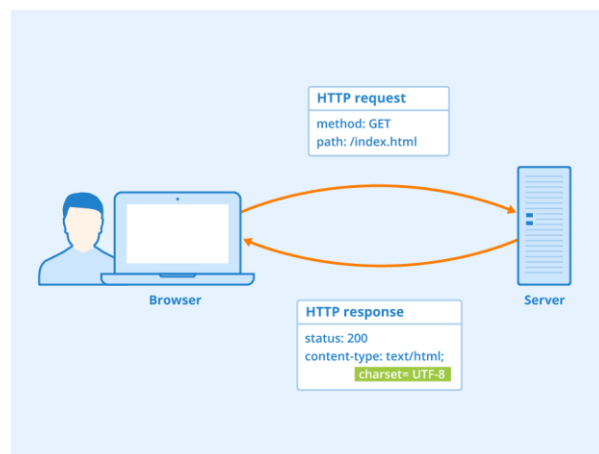 HTTP request
method: GET
path: /index.html
Browser
Server
HTTP response
status: 200
content-type: text/html;
charset= UTF-8